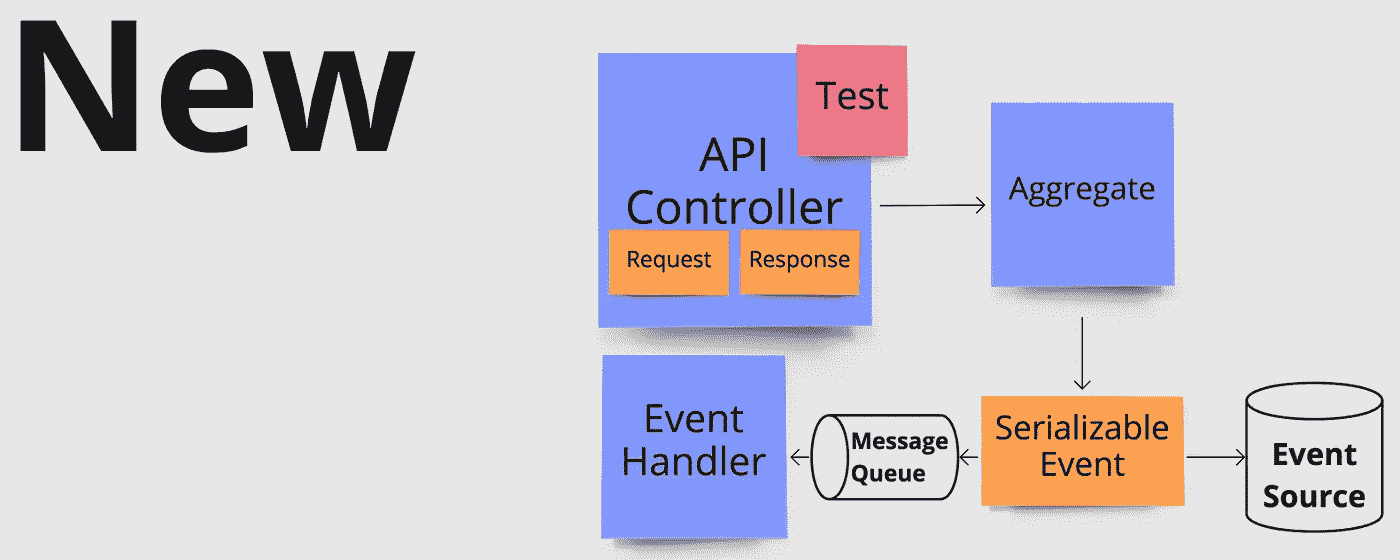 New
Test
API
Controller
Request
Response
Aggregate
Event
Handler
Message
Queue
Serializable
Event
Event
Source